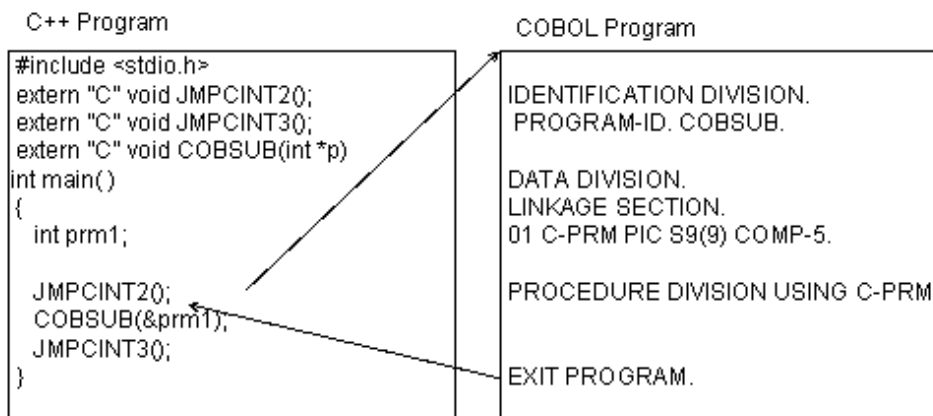 C++ Program
#include <stdio.h>
extern "C" void JMPCINT2();
extern "C" void JMPCINT3();
extern "C" void COBSUB(int *p)
int main()
{
int prm1;
JMPCINT2();
COBSUB(&prm1);
JMPCINT3();
}
COBOL Program
IDENTIFICATION DIVISION.
PROGRAM-ID. COBSUB.
DATA DIVISION.
LINKAGE SECTION.
01 C-PRM PIC S9(9) COMP-5.
PROCEDURE DIVISION USING C-PRM
EXIT PROGRAM.